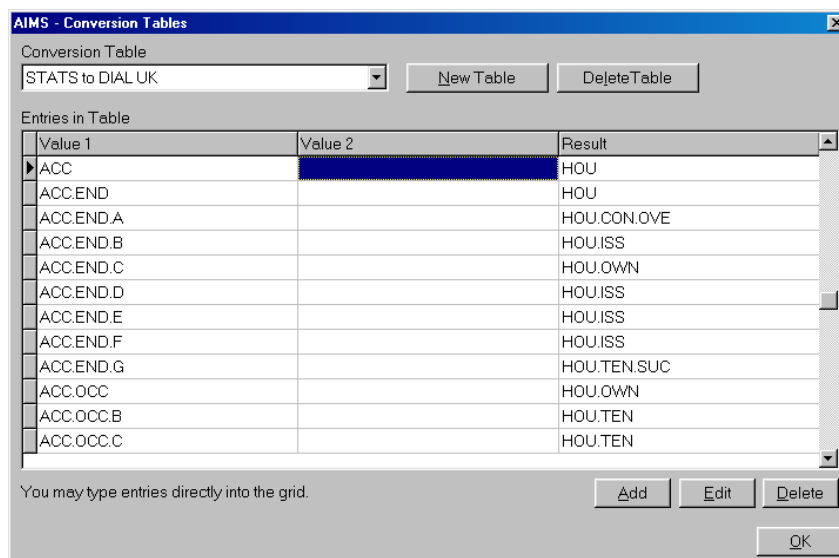 AIMS - Conversion Tables
Conversion Table
STATS to DIAL UK
New Table
DeleteTable
Entries in Table
Value 1 Value 2 Result
ACC HOU
ACC.END HOU
ACC.END.A HOU.CON.OVE
ACC.END.B HOU.ISS
ACC.END.C HOU.OWN
ACC.END.D HOU.ISS
ACC.END.E HOU.ISS
ACC.END.F HOU.ISS
ACC.END.G HOU.TEN.SUC
ACC.OCC HOU.OWN
ACC.OCC.B HOU.TEN
ACC.OCC.C HOU.TEN
You may type entries directly into the grid.
Add Edit Delete
OK